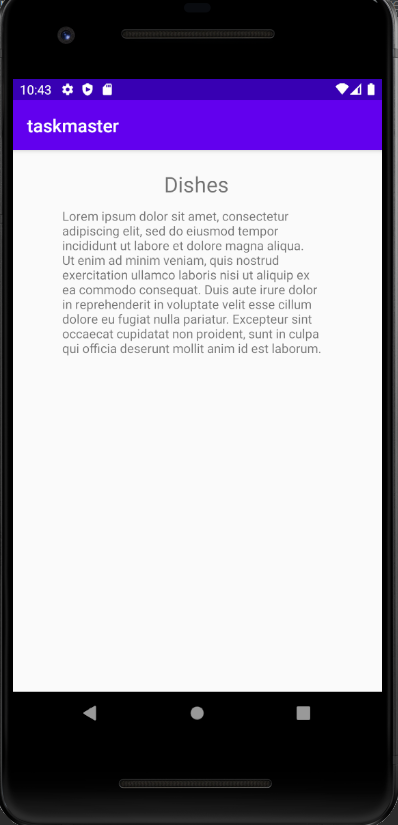 10:43
taskmaster
Dishes
Lorem ipsum dolor sit amet, consectetur
adipiscing elit, sed do eiusmod tempor
incididunt ut labore et dolore magna aliqua.
Ut enim ad minim veniam, quis nostrud
exercitation ullamco laboris nisi ut aliquip ex
ea commodo consequat. Duis aute irure dolor
in reprehenderit in voluptate velit esse cillum
dolore eu fugiat nulla pariatur. Excepteur sint
occaecat cupidatat non proident, sunt in culpa
qui officia deserunt mollit anim id est laborum.